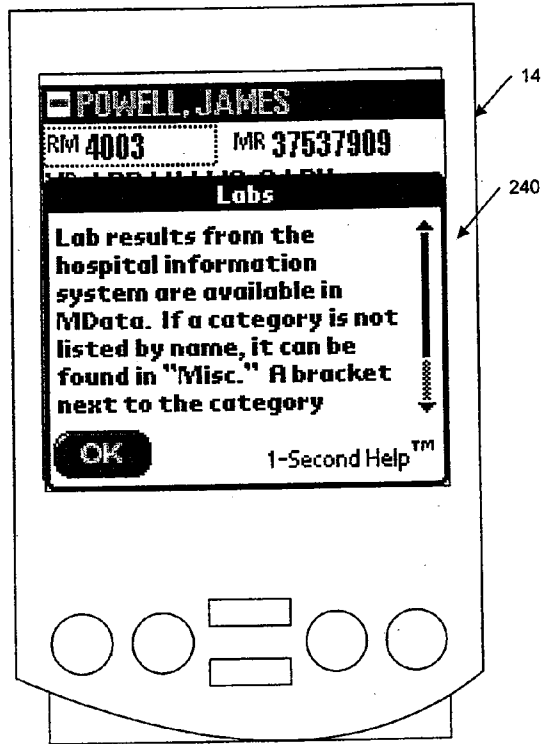 POWELL, JAMES
RM 4003 MR 37537909
Labs
Lab results from the
hospital information
system are available in
MData. If a category is not
listed by name, it can be
found in "Misc." A bracket
next to the category
OK 1-Second Help™
14
240